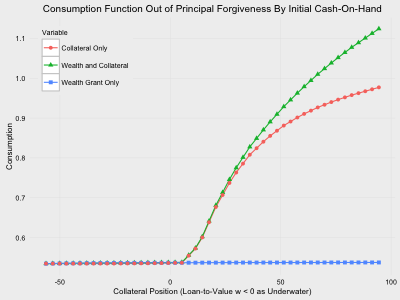 Consumption Function Out of Principal Forgiveness By Initial Cash-On-Hand
Variable
Collateral Only
Wealth and Collateral
Wealth Grant Only
Consumption
1.1
1.0
0.9
0.8
0.7
0.6
-50
0
50
100
Collateral Position (Loan-to-Value w < 0 as Underwater)